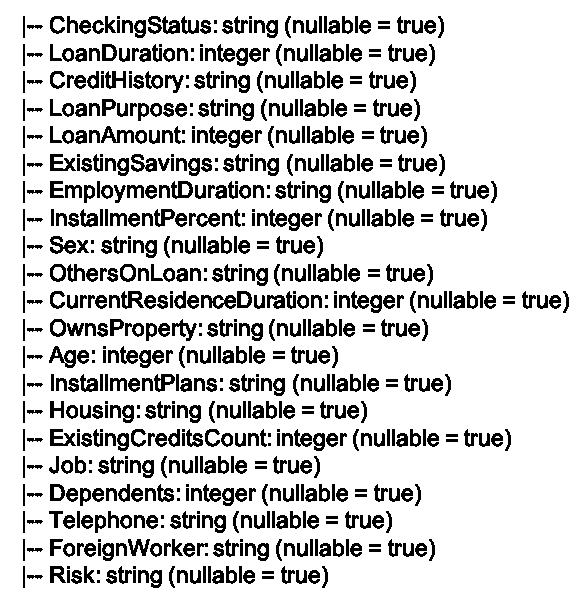 |-- CheckingStatus: string (nullable = true)
|-- LoanDuration: integer (nullable = true)
|-- CreditHistory: string (nullable = true)
|-- LoanPurpose: string (nullable = true)
|-- LoanAmount: integer (nullable = true)
|-- ExistingSavings: string (nullable = true)
|-- EmploymentDuration: string (nullable = true)
|-- InstallmentPercent: integer (nullable = true)
|-- Sex: string (nullable = true)
|-- OthersOnLoan: string (nullable = true)
|-- CurrentResidenceDuration: integer (nullable = true)
|-- OwnsProperty: string (nullable = true)
|-- Age: integer (nullable = true)
|-- InstallmentPlans: string (nullable = true)
|-- Housing: string (nullable = true)
|-- ExistingCreditsCount: integer (nullable = true)
|-- Job: string (nullable = true)
|-- Dependents: integer (nullable = true)
|-- Telephone: string (nullable = true)
|-- ForeignWorker: string (nullable = true)
|-- Risk: string (nullable = true)